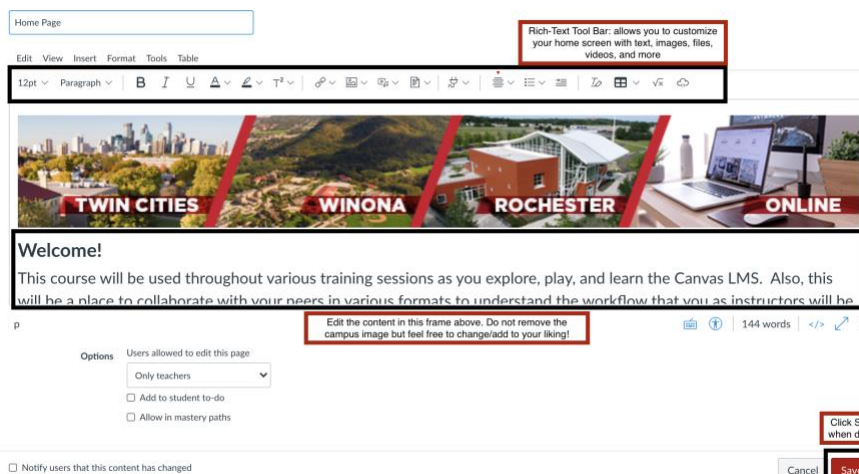 Home Page
Rich-Text Tool Bar: allows you to customize
your home screen with text, images, files,
videos, and more
Edit View Insert Format Tools Table
12pt Paragraph B I U A T²
TWIN CITIES WINONA ROCHESTER ONLINE
Welcome!
This course will be used throughout various training sessions as you explore, play, and learn the Canvas LMS. Also, this
will be a place to collaborate with your peers in various formats to understand the workflow that you as instructors will be
p
Edit the content in this frame above. Do not remove the
campus image but feel free to change/add to your liking!
144 words </>
Options Users allowed to edit this page
Only teachers
Add to student to-do
Allow in mastery paths
Click S
when d
Notify users that this content has changed
Cancel Save